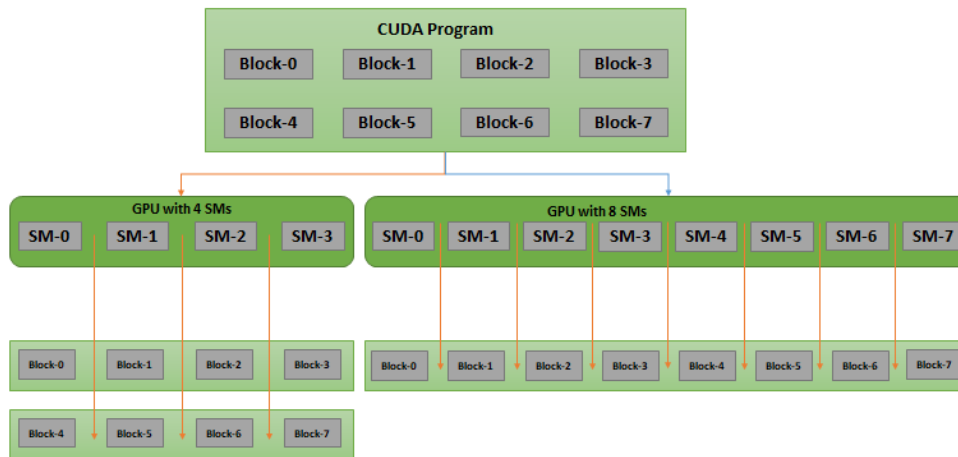 CUDA Program
Block-0 Block-1 Block-2 Block-3
Block-4 Block-5 Block-6 Block-7
GPU with 4 SMs
SM-0 SM-1 SM-2 SM-3
Block-0 Block-1 Block-2 Block-3
Block-4 Block-5 Block-6 Block-7
GPU with 8 SMs
SM-0 SM-1 SM-2 SM-3 SM-4 SM-5 SM-6 SM-7
Block-0 Block-1 Block-2 Block-3 Block-4 Block-5 Block-6 Block-7